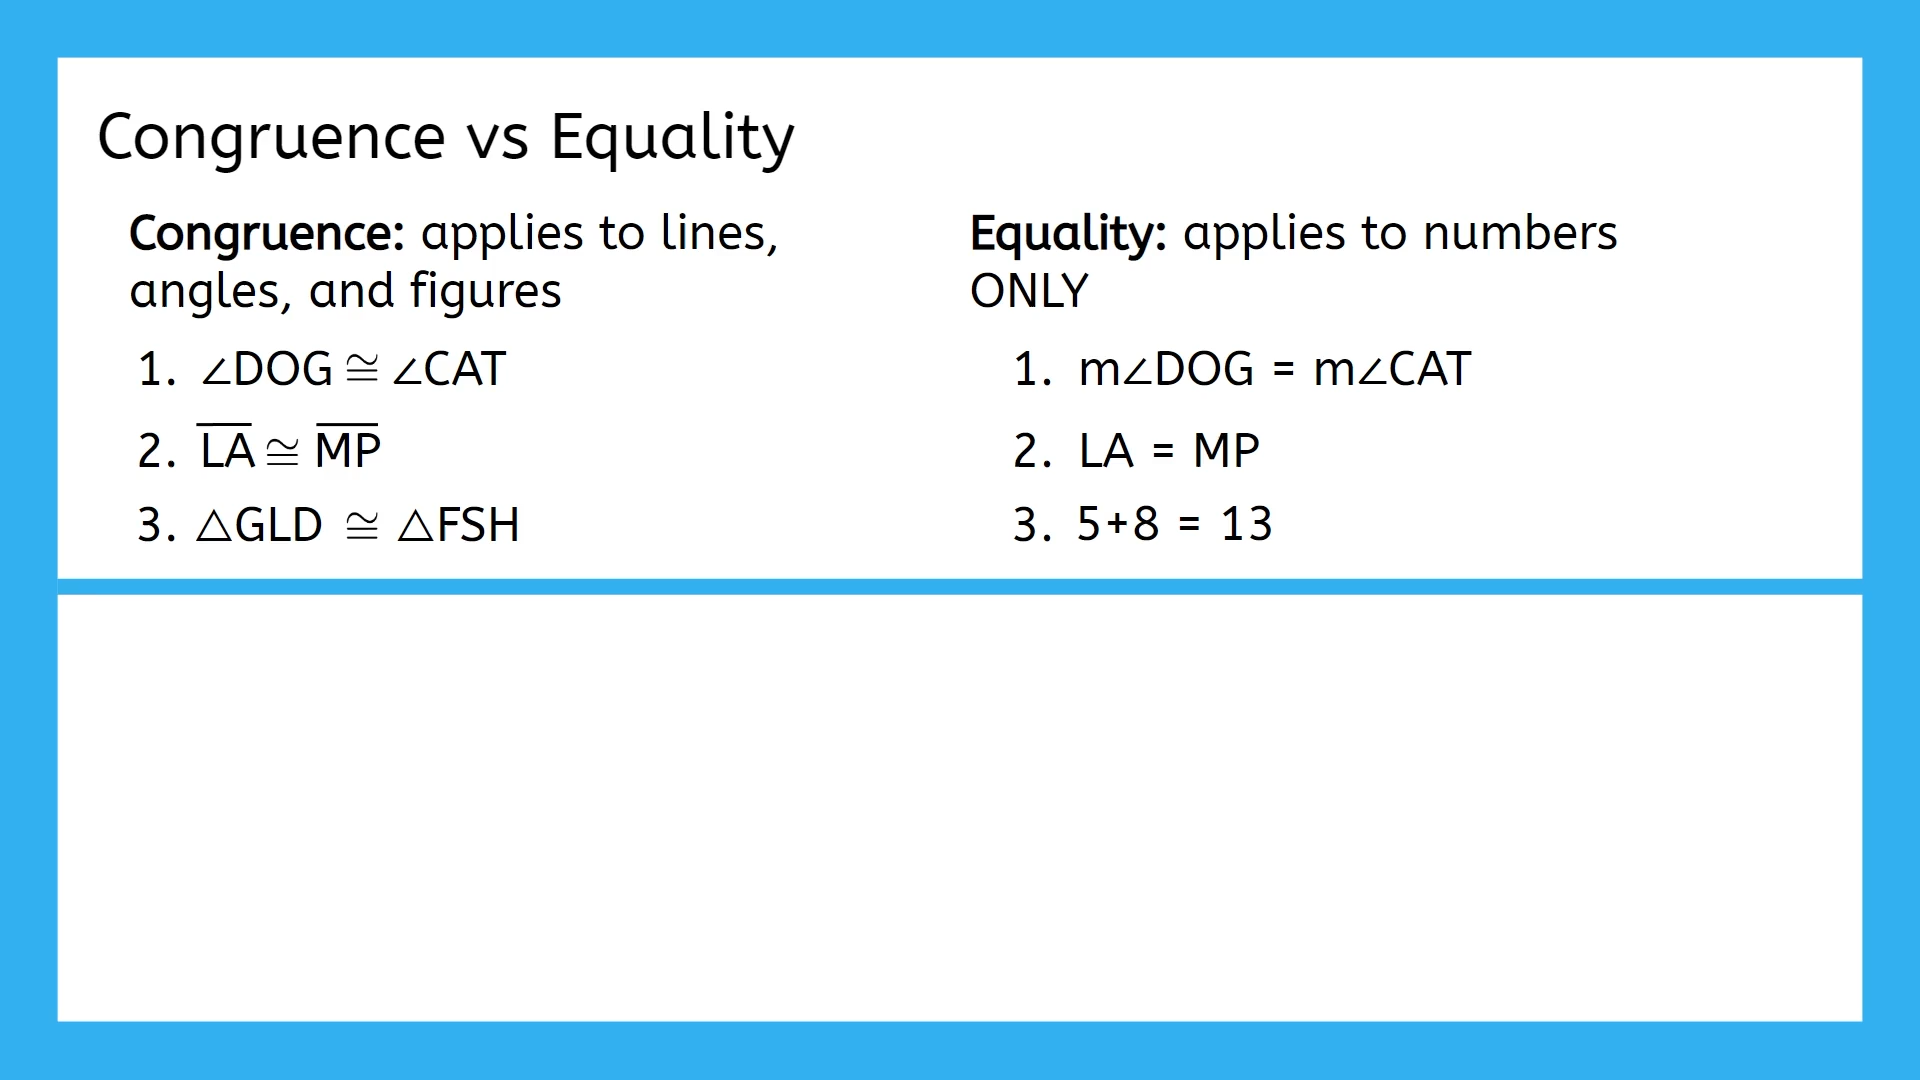 Congruence vs Equality
Congruence: applies to lines,
angles, and figures
1. ∠DOG ≅ ∠CAT
2. L̅A̅ ≅ M̅P̅
3. △GLD ≅ △FSH
Equality: applies to numbers
ONLY
1. m∠DOG = m∠CAT
2. LA = MP
3. 5+8 = 13